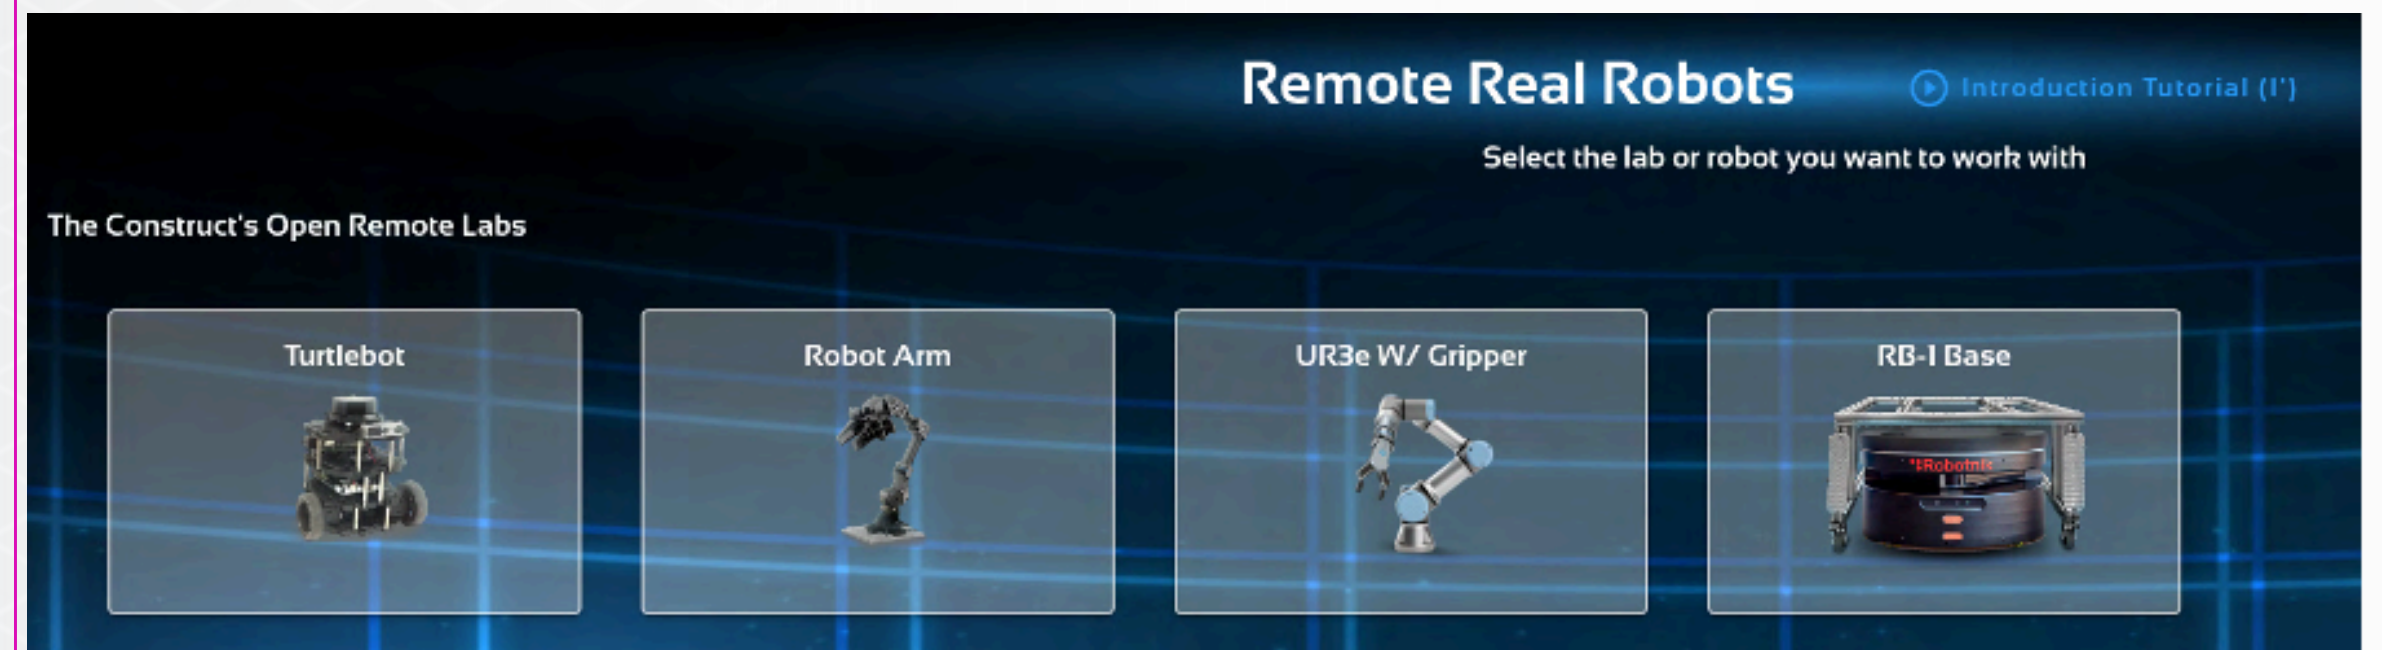 Remote Real Robots
Introduction Tutorial (1')
Select the lab or robot you want to work with
The Construct's Open Remote Labs
Turtlebot
Robot Arm
UR3e W/ Gripper
RB-1 Base
Robotnik